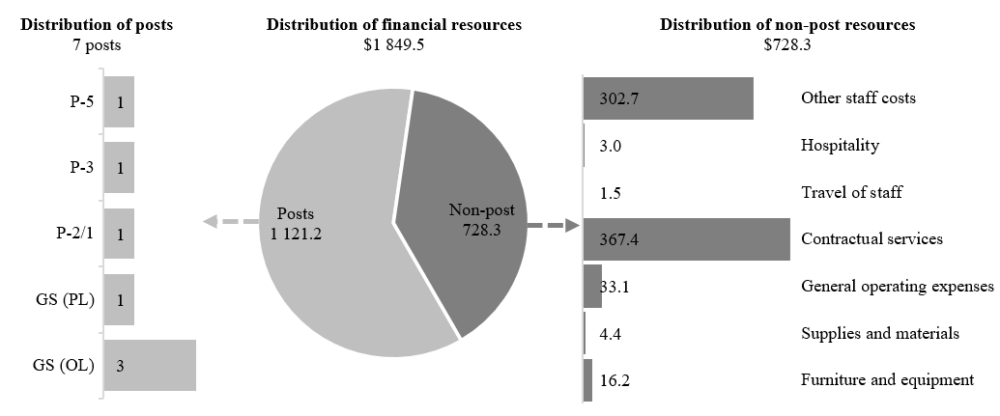 Distribution of posts
7 posts
P-5
1
P-3
1
P-2/1
1
GS (PL)
1
GS (OL)
3
Distribution of financial resources
$1 849.5
Posts
1 121.2
Non-post
728.3
Distribution of non-post resources
$728.3
302.7 Other staff costs
3.0 Hospitality
1.5 Travel of staff
367.4 Contractual services
33.1 General operating expenses
4.4 Supplies and materials
16.2 Furniture and equipment